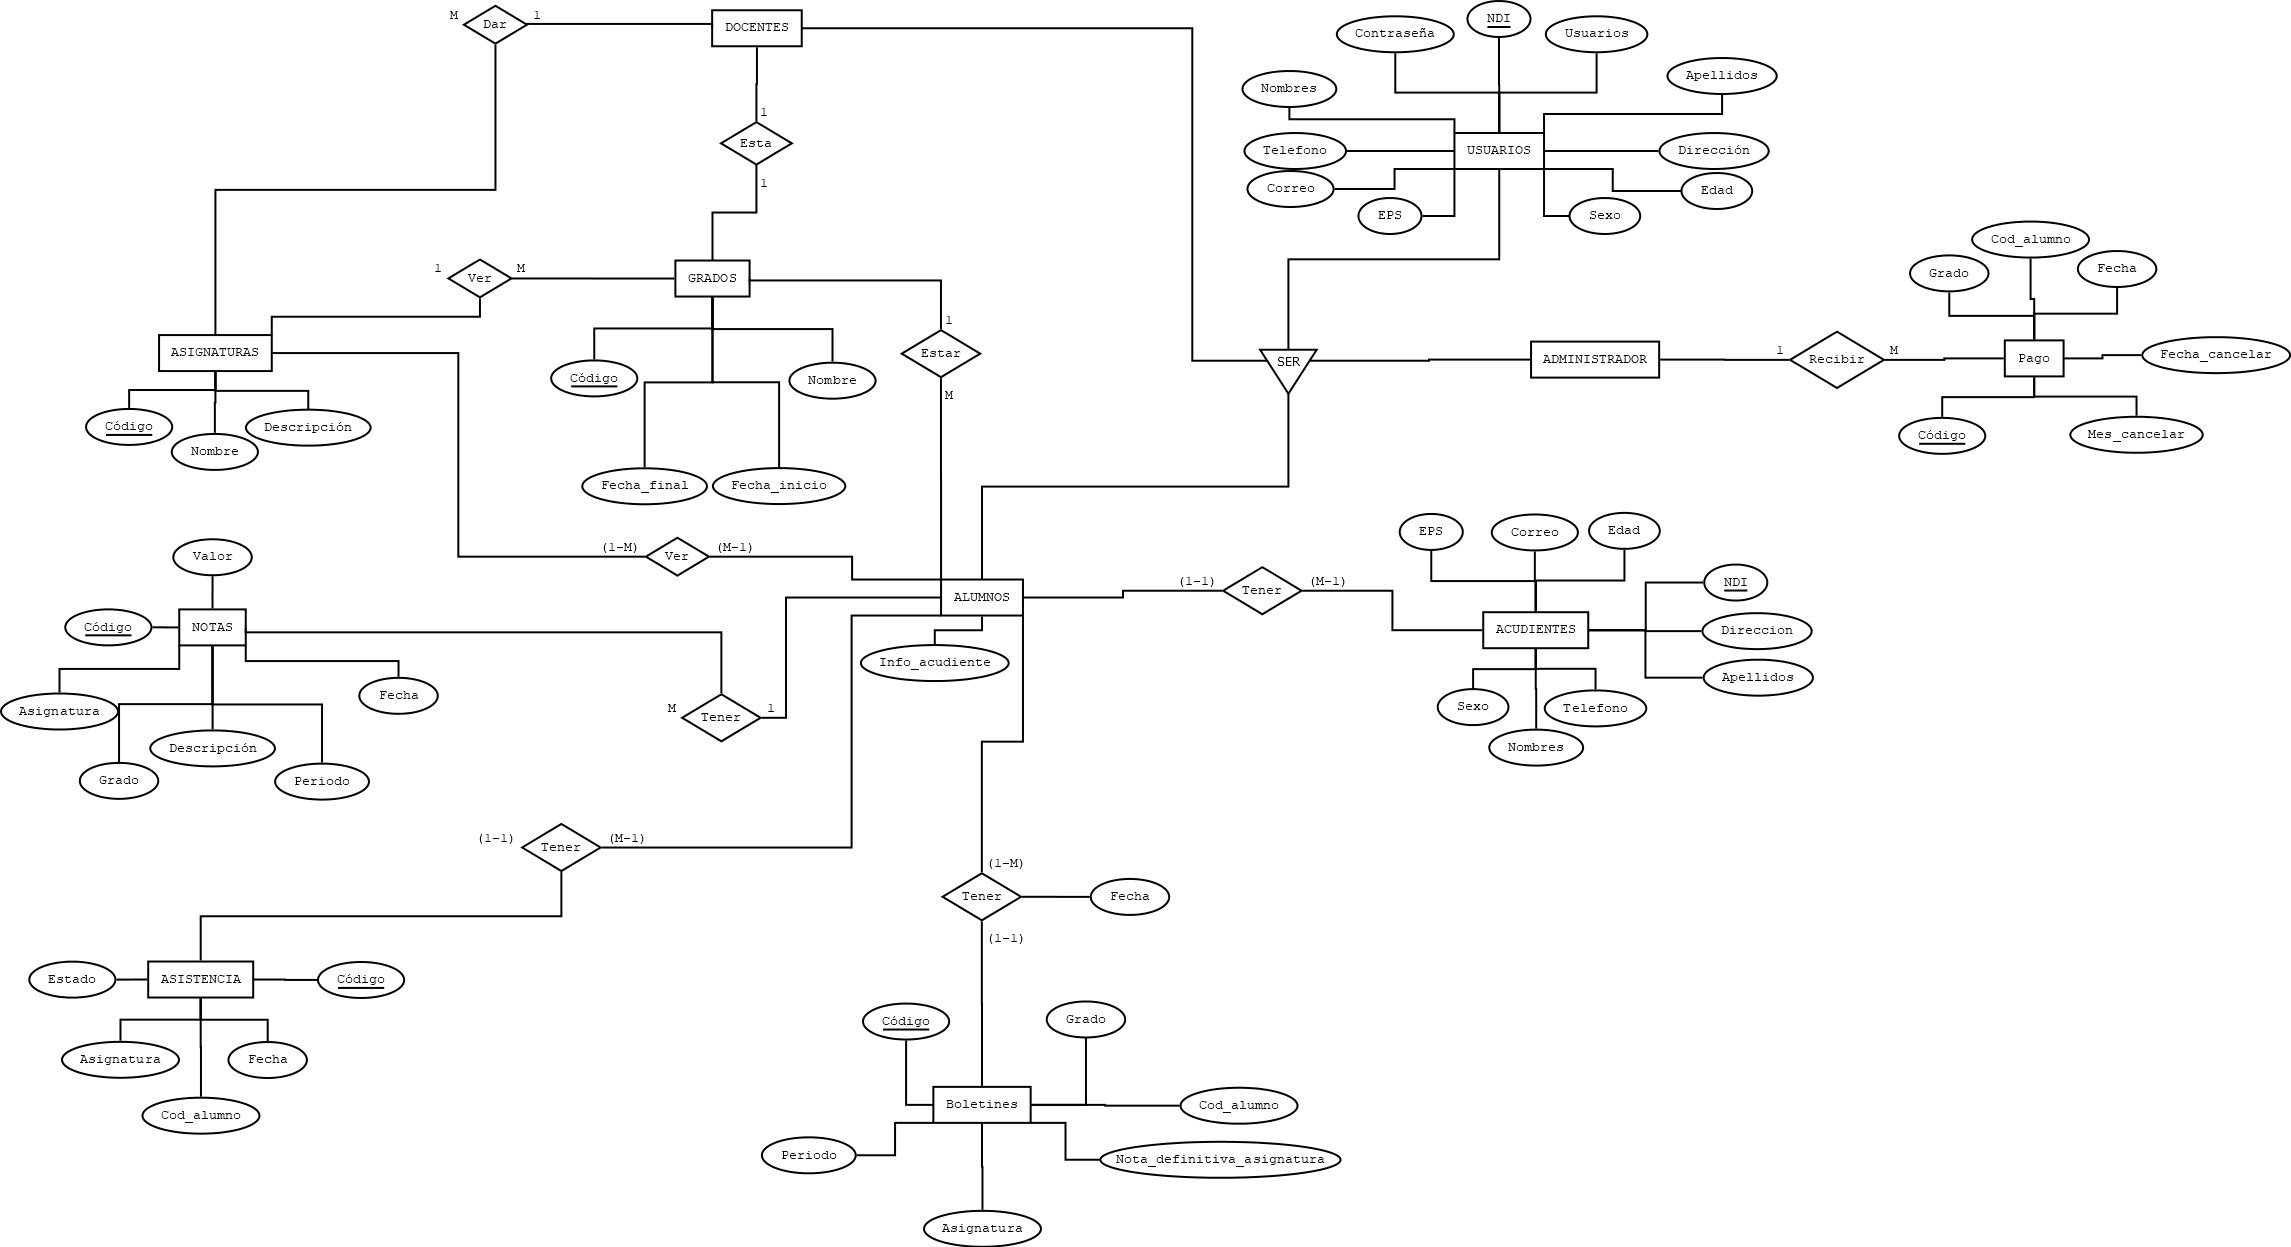 M
Dar
1
DOCENTES
NDI
Contraseña
Usuarios
Nombres
Apellidos
1
Esta
1
Telefono
USUARIOS
Dirección
Correo
Edad
EPS
Sexo
Cod_alumno
Grado
Fecha
1
Ver
M
GRADOS
1
Estar
M
ASIGNATURAS
SER
ADMINISTRADOR
1
Recibir
M
Pago
Fecha_cancelar
Código
Nombre
Código
Nombre
Descripción
Código
Mes_cancelar
Fecha_final
Fecha_inicio
Valor
(1-M)
Ver
(M-1)
EPS
Correo
Edad
ALUMNOS
(1-1)
Tener
(M-1)
NDI
Código
NOTAS
ACUDIENTES
Direccion
Info_acudiente
Apellidos
Asignatura
Fecha
M
Tener
1
Sexo
Telefono
Descripción
Nombres
Grado
Periodo
(1-1)
Tener
(M-1)
(1-M)
Tener
Fecha
(1-1)
Estado
ASISTENCIA
Código
Código
Grado
Asignatura
Fecha
Boletines
Cod_alumno
Cod_alumno
Periodo
Nota_definitiva_asignatura
Asignatura